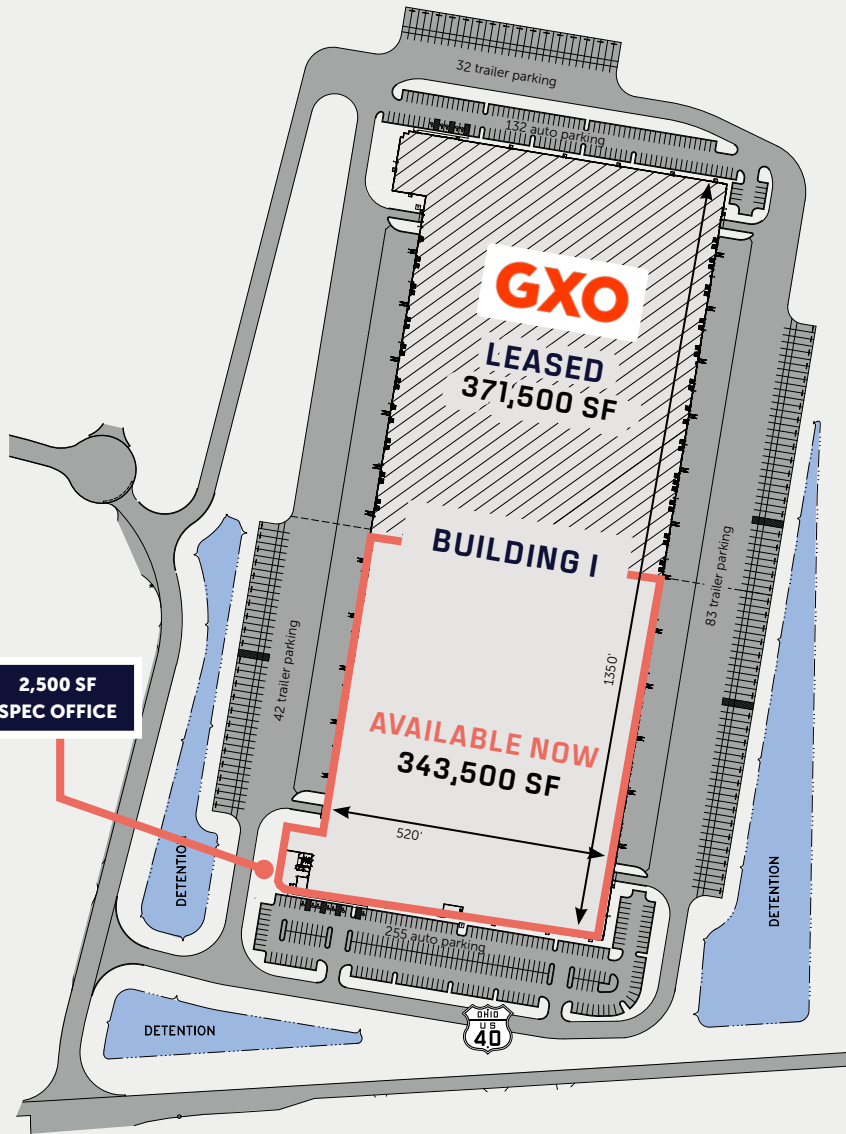 32 trailer parking
132 auto parking
GXO
LEASED
371,500 SF
BUILDING I
83 trailer parking
42 trailer parking
1350'
2,500 SF
SPEC OFFICE
AVAILABLE NOW
343,500 SF
520'
DETENTION
DETENTION
255 auto parking
OHIO
US
40
DETENTION